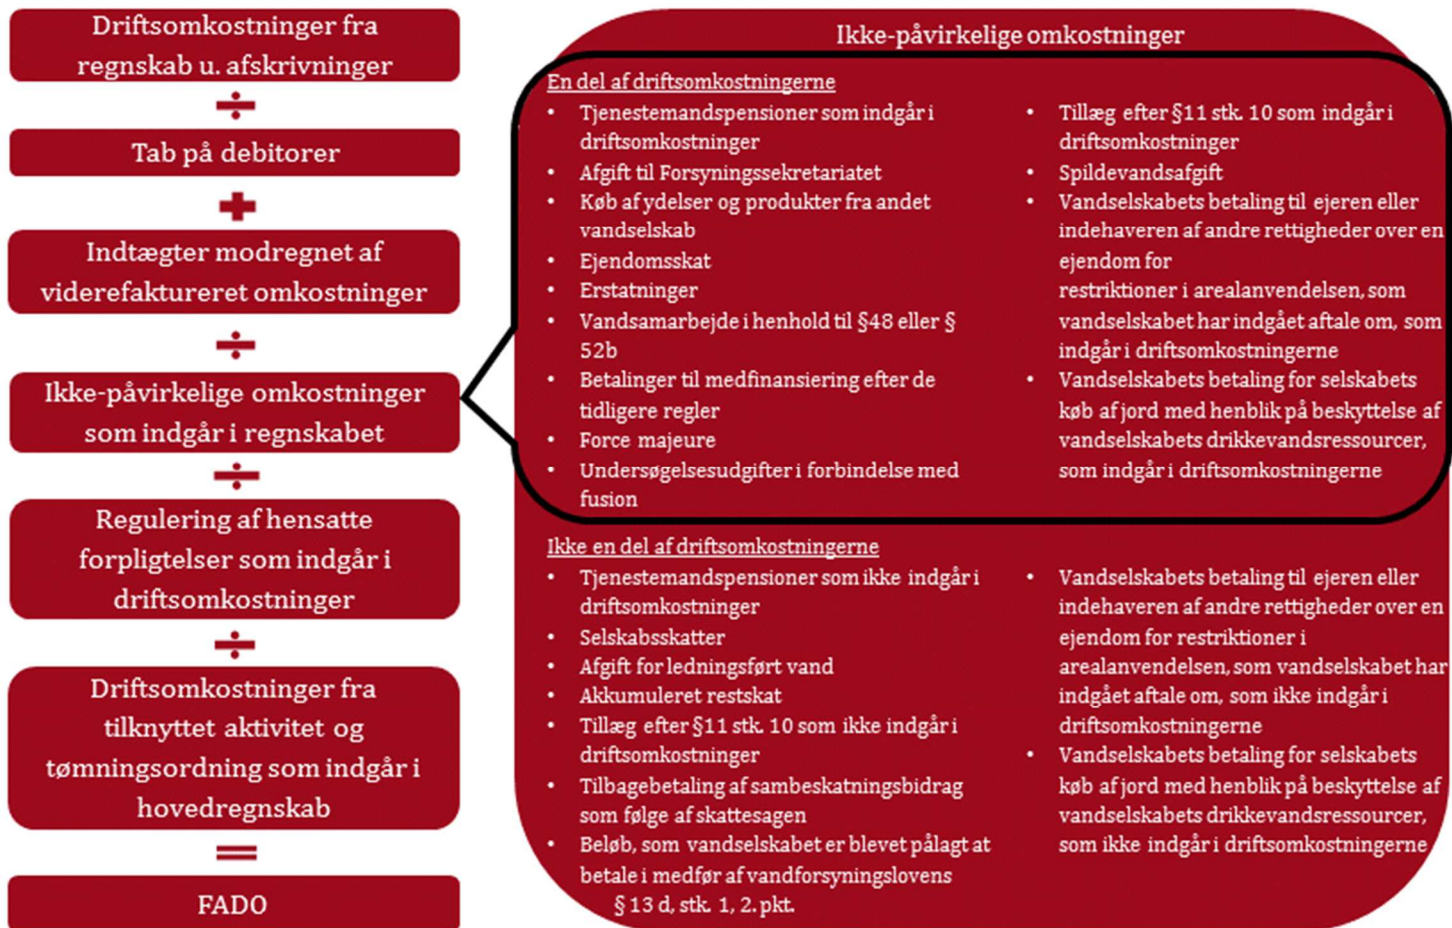 Driftsomkostninger fra
regnskab u. afskrivninger
÷
Tab på debitorer
+
Indtægter modregnet af
viderefaktureret omkostninger
÷
Ikke-påvirkelige omkostninger
som indgår i regnskabet
÷
Regulering af hensatte
forpligtelser som indgår i
driftsomkostninger
÷
Driftsomkostninger fra
tilknyttet aktivitet og
tømningsordning som indgår i
hovedregnskab
=
FADO
Ikke-påvirkelige omkostninger
En del af driftsomkostningerne
• Tjenestemandspensioner som indgår i
driftsomkostninger
• Afgift til Forsyningssekretariatet
• Køb af ydelser og produkter fra andet
vandselskab
• Ejendomsskat
• Erstatninger
• Vandsamarbejde i henhold til §48 eller §
52b
• Betalinger til medfinansiering efter de
tidligere regler
• Force majeure
• Undersøgelsesudgifter i forbindelse med
fusion
• Tillæg efter §11 stk. 10 som indgår i
driftsomkostninger
• Spildevandsafgift
• Vandselskabets betaling til ejeren eller
indehaveren af andre rettigheder over en
ejendom for
restriktioner i arealanvendelsen, som
vandselskabet har indgået aftale om, som
indgår i driftsomkostningerne
• Vandselskabets betaling for selskabets
køb af jord med henblik på beskyttelse af
vandselskabets drikkevandsressourcer,
som indgår i driftsomkostningerne
Ikke en del af driftsomkostningerne
• Tjenestemandspensioner som ikke indgår i
driftsomkostninger
• Selskabsskatter
• Afgift for ledningsført vand
• Akkumuleret restskat
• Tillæg efter §11 stk. 10 som ikke indgår i
driftsomkostninger
• Tilbagebetaling af sambeskatningsbidrag
som følge af skattesagen
• Beløb, som vandselskabet er blevet pålagt at
betale i medfør af vandforsyningslovens
§ 13 d, stk. 1, 2. pkt.
• Vandselskabets betaling til ejeren eller
indehaveren af andre rettigheder over en
ejendom for restriktioner i
arealanvendelsen, som vandselskabet har
indgået aftale om, som ikke indgår i
driftsomkostningerne
• Vandselskabets betaling for selskabets
køb af jord med henblik på beskyttelse af
vandselskabets drikkevandsressourcer,
som ikke indgår i driftsomkostningerne